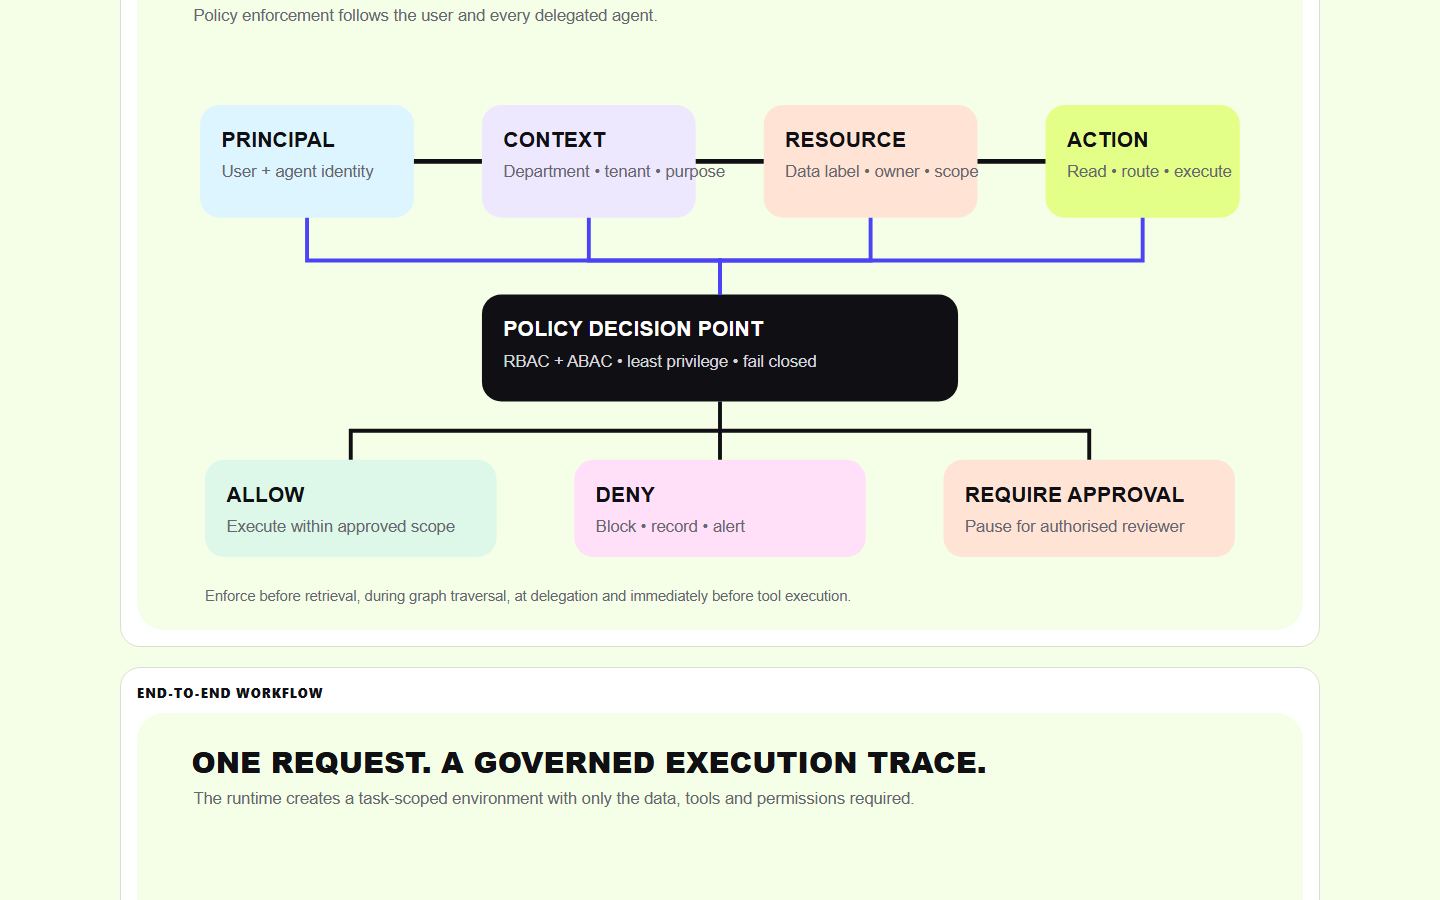 Policy enforcement follows the user and every delegated agent.
PRINCIPAL
User + agent identity
CONTEXT
Department • tenant • purpose
RESOURCE
Data label • owner • scope
ACTION
Read • route • execute
POLICY DECISION POINT
RBAC + ABAC • least privilege • fail closed
ALLOW
Execute within approved scope
DENY
Block • record • alert
REQUIRE APPROVAL
Pause for authorised reviewer
Enforce before retrieval, during graph traversal, at delegation and immediately before tool execution.
END-TO-END WORKFLOW
ONE REQUEST. A GOVERNED EXECUTION TRACE.
The runtime creates a task-scoped environment with only the data, tools and permissions required.